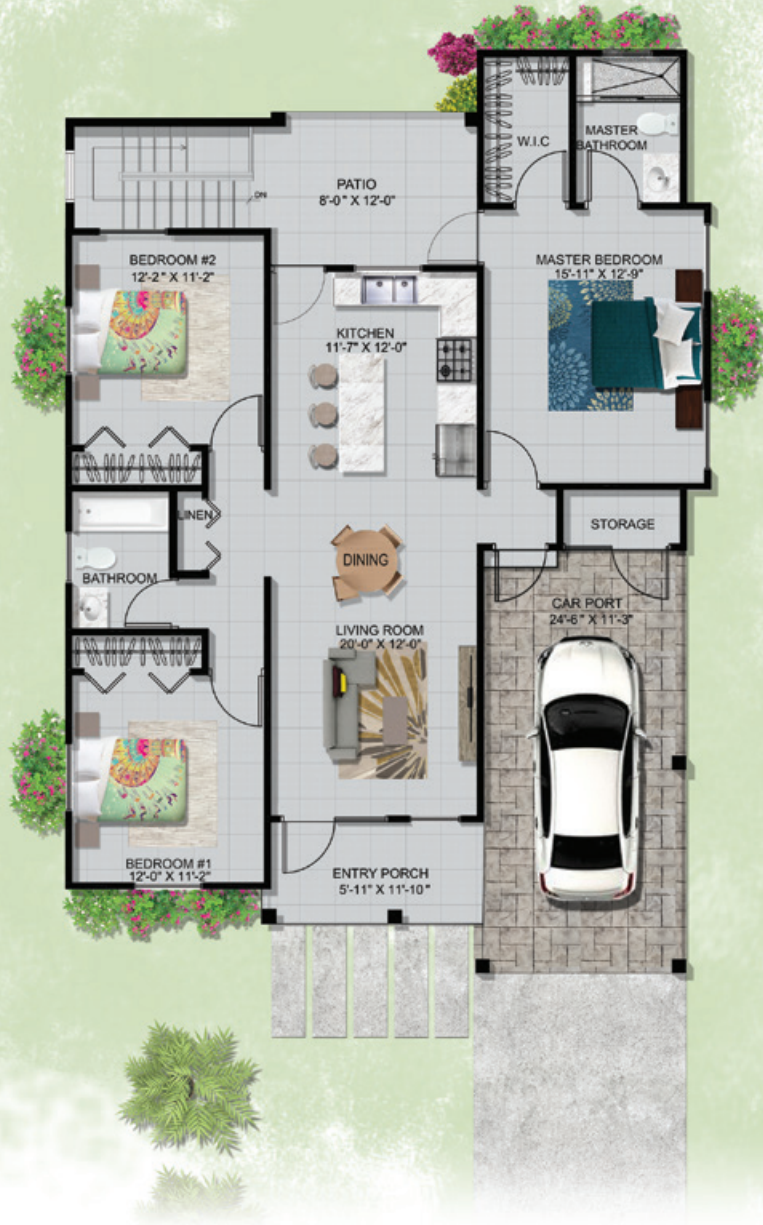 W.I.C
MASTER
BATHROOM
PATIO
8'-0" X 12'-0"
DN
BEDROOM #2
12'-2" X 11'-2"
MASTER BEDROOM
15'-11" X 12'-9"
KITCHEN
11'-7" X 12'-0"
LINEN
STORAGE
DINING
BATHROOM
CAR PORT
24'-6" X 11'-3"
LIVING ROOM
20'-0" X 12'-0"
BEDROOM #1
12'-0" X 11'-2"
ENTRY PORCH
5'-11" X 11'-10"